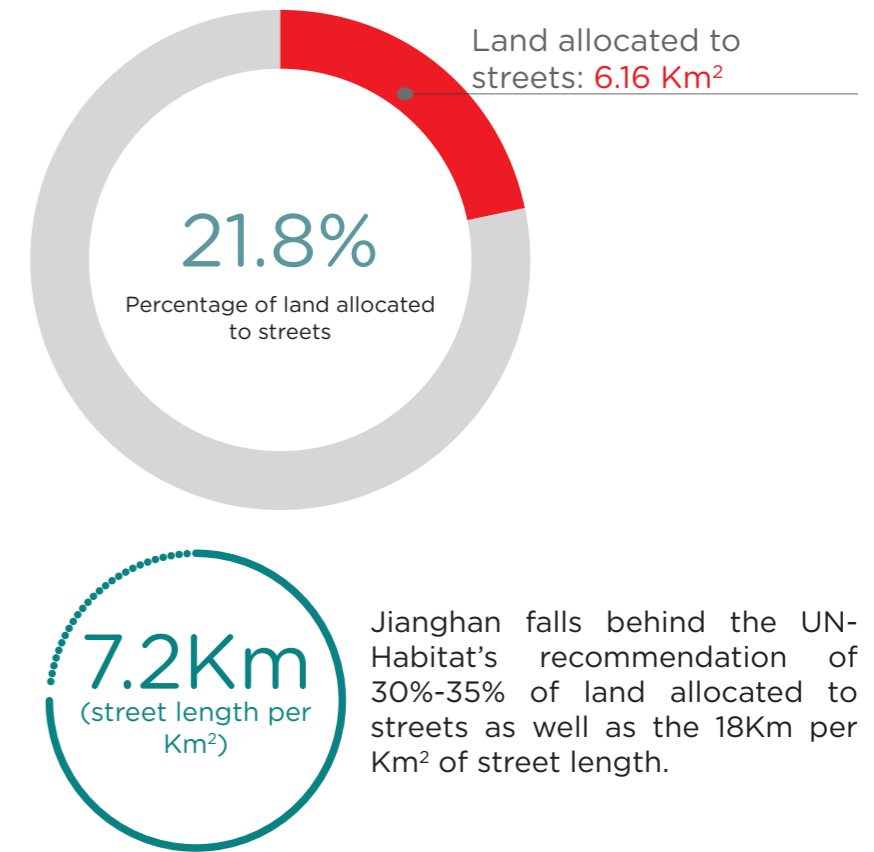 Land allocated to
streets: 6.16 Km²
21.8%
Percentage of land allocated
to streets
7.2Km
(street length per
Km²)
Jianghan falls behind the UN-
Habitat’s recommendation of
30%-35% of land allocated to
streets as well as the 18Km per
Km² of street length.